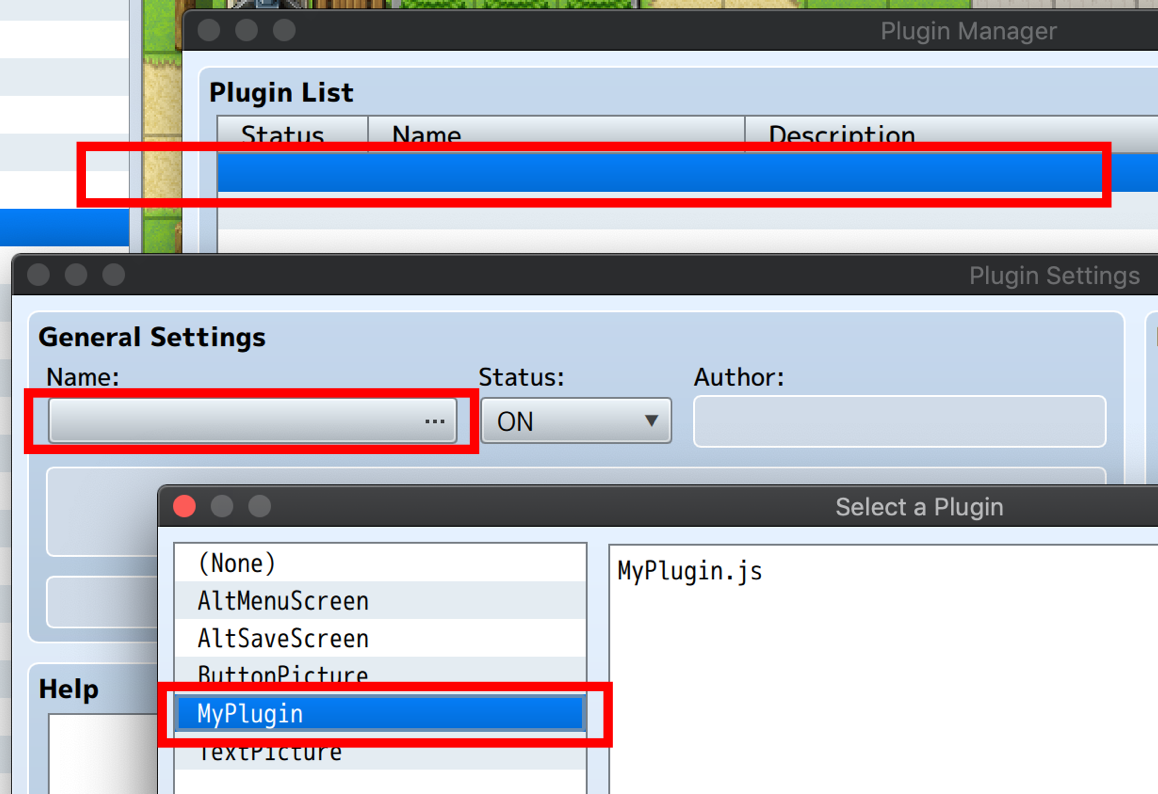 Plugin Manager
Plugin List
Status Name Description
Plugin Settings
General Settings
Name: Status: Author:
... ON
Select a Plugin
(None)
AltMenuScreen
AltSaveScreen
ButtonPicture
MyPlugin
TextPicture
MyPlugin.js
Help